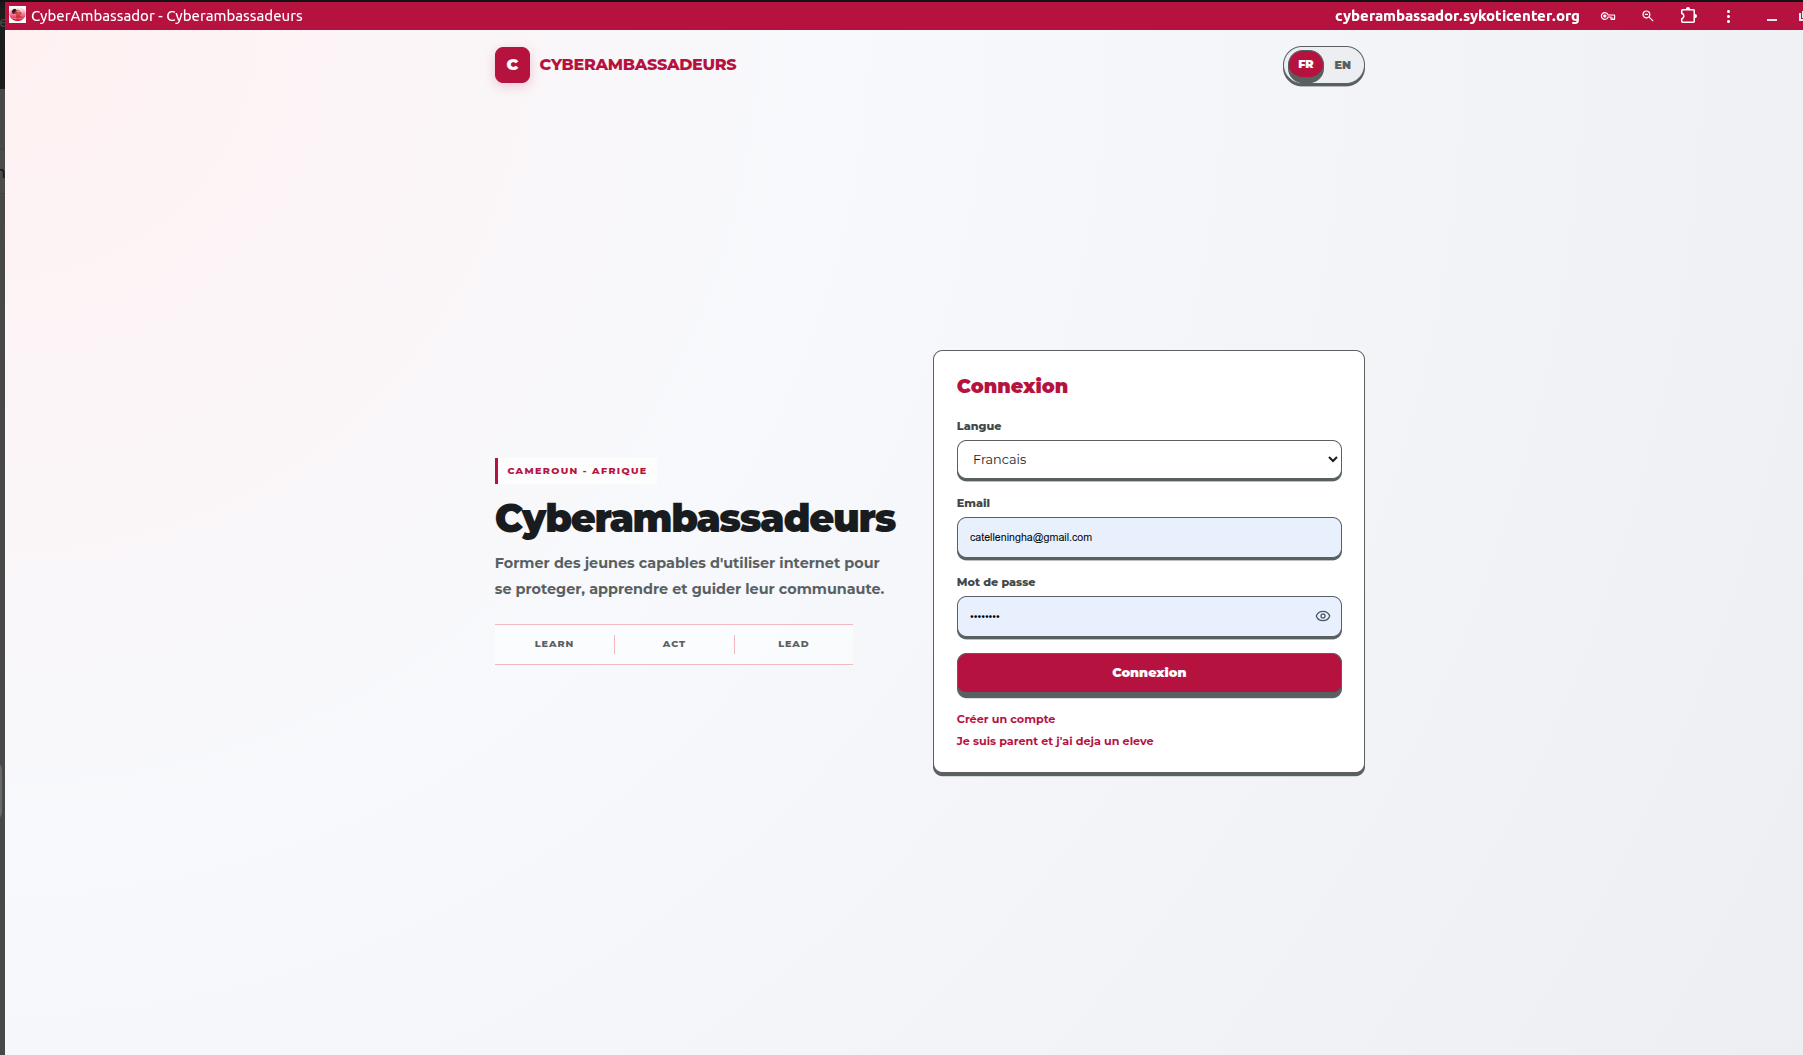 CyberAmbassador - Cyberambassadeurs
cyberambassador.sykoticenter.org
C CYBERAMBASSADEURS
FR EN
CAMEROUN - AFRIQUE
Cyberambassadeurs
Former des jeunes capables d'utiliser internet pour
se proteger, apprendre et guider leur communaute.
LEARN ACT LEAD
Connexion
Langue
Francais
Email
catelleningha@gmail.com
Mot de passe
••••••••
Connexion
Créer un compte
Je suis parent et j'ai deja un eleve